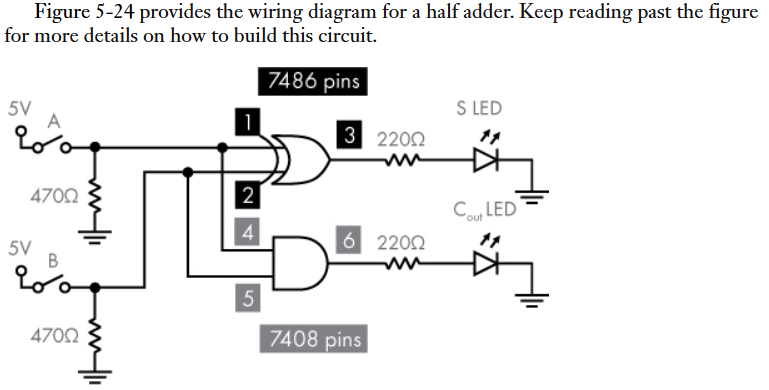 Figure 5-24 provides the wiring diagram for a half adder. Keep reading past the figure
for more details on how to build this circuit.
7486 pins
5V
A
1
3
220Ω
S LED
470Ω
2
4
6
220Ω
Cout LED
5V
B
5
470Ω
7408 pins